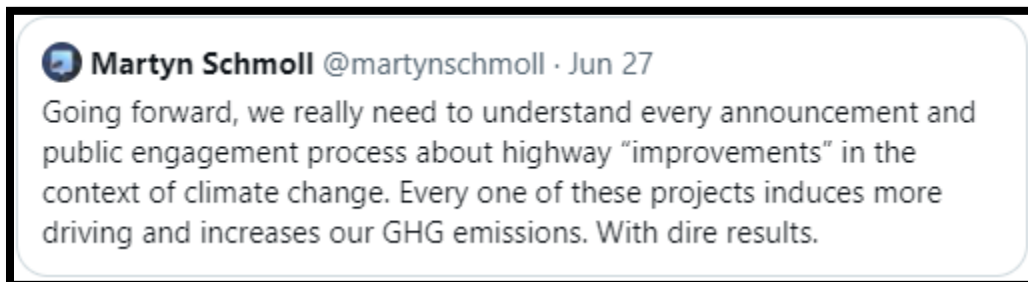 Martyn Schmoll @martynschmoll · Jun 27
Going forward, we really need to understand every announcement and
public engagement process about highway “improvements” in the
context of climate change. Every one of these projects induces more
driving and increases our GHG emissions. With dire results.